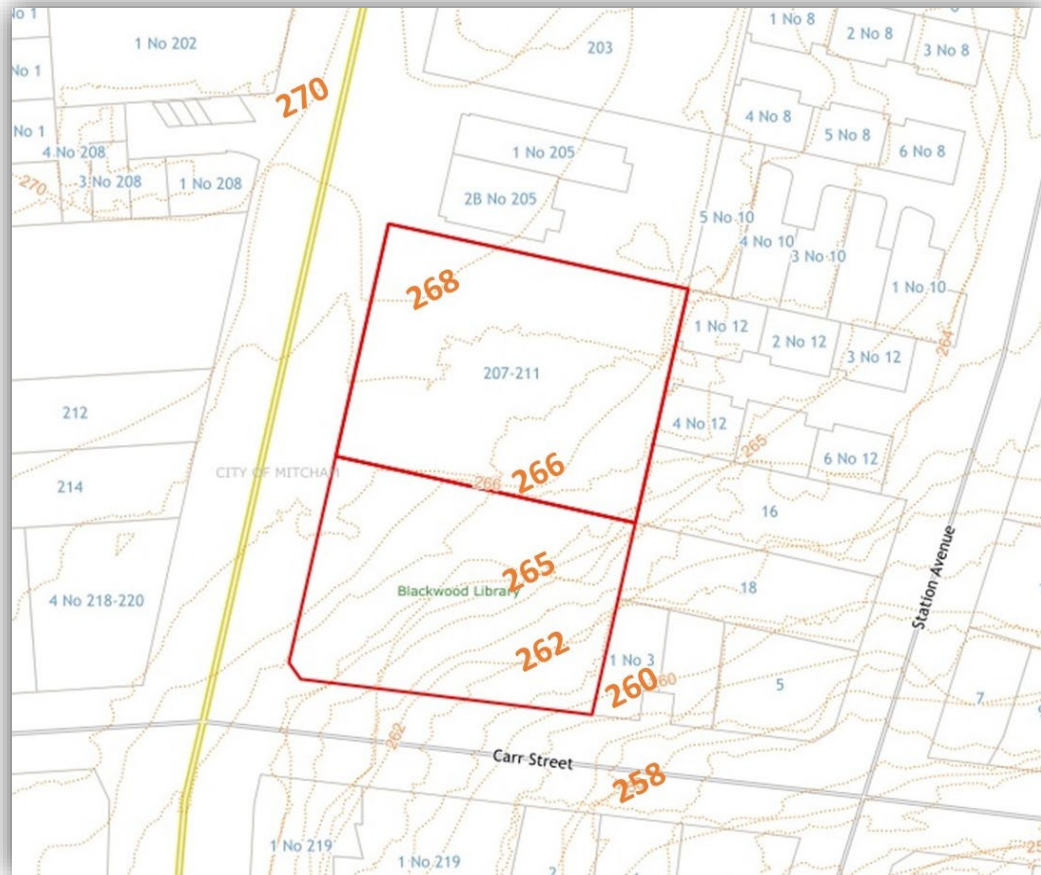 No 1
1 No 202
203
1 No 8
2 No 8
3 No 8
No 1
270
No 1
4 No 208
3 No 208
1 No 208
270
1 No 205
2B No 205
4 No 8
5 No 8
6 No 8
5 No 10
4 No 10
3 No 10
1 No 10
268
1 No 12
2 No 12
3 No 12
264
207-211
212
4 No 12
265
6 No 12
CITY OF MITCHAM
214
266
266
16
265
Blackwood Library
18
Station Avenue
4 No 218-220
262
1 No 3
260
60
5
7
262
Carr Street
258
1 No 219
1 No 219
2